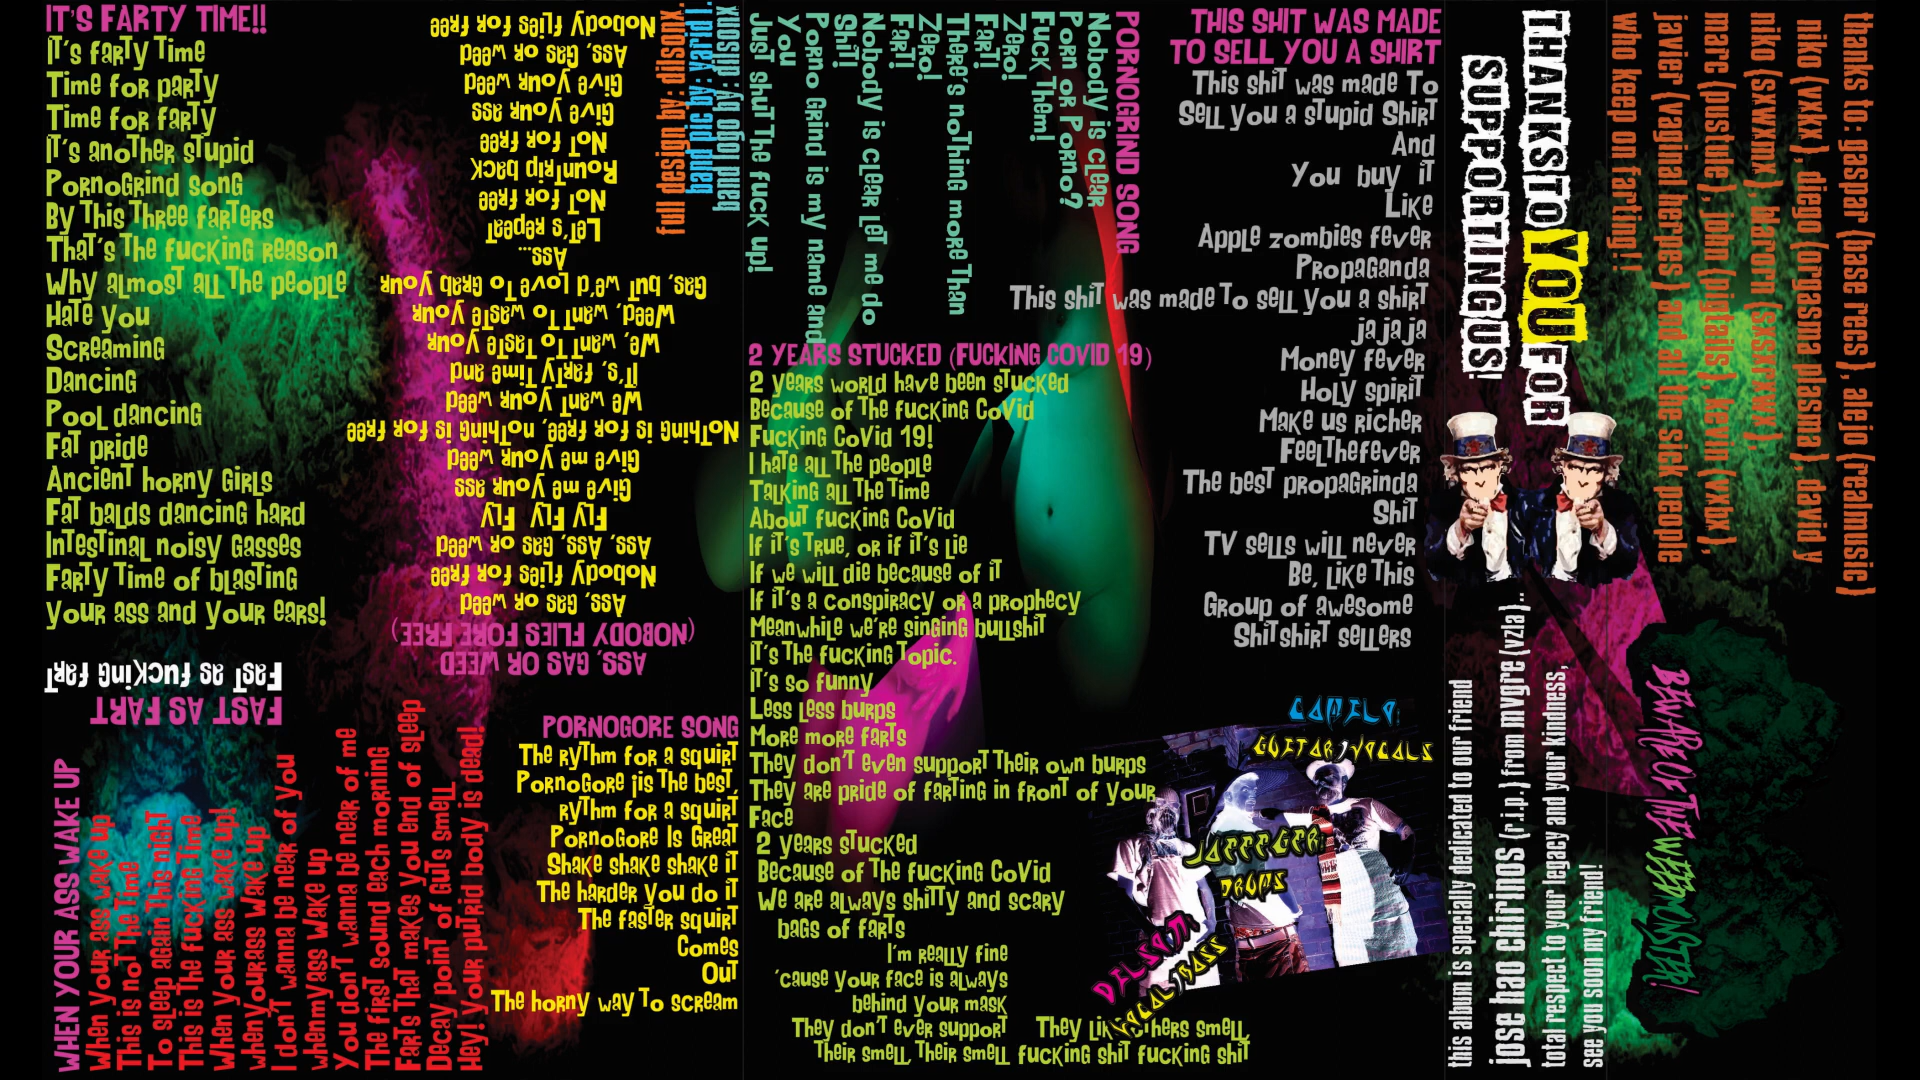 IT'S FARTY TIME!!
It's farty Time
Time for party
Time for farty
It's another stupid
Pornogrind song
By This Three farters
That's The fucking reason
Why almost all The people
Hate you
Screaming
Dancing
Pool dancing
Fat pride
Ancient horny girls
Fat balds dancing hard
Intestinal noisy gasses
Farty Time of blasting
Your ass and your ears!
FAST AS FART
Fast as fucking fart
WHEN YOUR ASS WAKE UP
When your ass wake up
This is not The Time
To sleep again This night
This is The fucking Time
When your ass wake up!
when yourass wake up
I don't wanna be near of you
whenmyass wake up
You don't wanna be near of me
The first sound each morning
Farts That makes you end of sleep
Decay point of guts smell
Hey! Your putrid body is dead!
ASS, GAS OR WEED
(NOBODY FLIES FORE FREE)
Ass, gas or weed
Nobody flies for free
Ass, Ass, gas or weed
Fly Fly Fly
Give me your ass
Give me your weed
Nothing is for free, nothing is for free
We want your weed
It's, farty Time and
We, want To Taste your
Weed, want To waste your
Gas, but we'd Love To grab your
Ass...
Let's repeat
Not for free
Rountrip back
Not for free
Give your ass
Give your weed
Ass, Gas or weed
Nobody flies for free
full design by: dilsqnx.
band pic by: yarid l.
band logo by: dilsqnx
PORNOGORE SONG
The rythm for a squirt
Pornogore jis The best,
rythm for a squirt
Pornogore Is Great
Shake shake shake it
The harder you do it
The faster squirt
Comes
Out
The horny way To scream
PORNOGRIND SONG
Nobody is clear
Porn or Porno?
Fuck Them!
Zero!
Fart!
There's nothing more Than
Zero!
Fart!
Nobody is clear let me do
Shit!
Porno Grind is my name and
You
Just shut The fuck up!
2 YEARS STUCKED (FUCKING COVID 19)
2 years world have been stucked
Because of The fucking CoVid
Fucking CoVid 19!
I hate all The people
Talking all The Time
About fucking CoVid
If it's True, or if it's lie
If we will die because of it
If it's a conspiracy or a prophecy
Meanwhile we're singing bullshit
It's The fucking Topic.
It's so funny
Less less burps
More more farts
They don't even support Their own burps
They are pride of farting in front of your
Face
2 years stucked
Because of The fucking CoVid
We are always shitty and scary
bags of farts
I'm really fine
'cause your face is always
behind your mask
They don't ever support
Their smell Their smell
They like others smell
fucking shit fucking shit
THIS SHIT WAS MADE
TO SELL YOU A SHIRT
This shit was made To
Sell you a stupid Shirt
And
You buy it
Like
Apple zombies fever
Propaganda
This shit was made To sell you a shirt
ja ja ja
Money fever
Holy spirit
Make us richer
FeelThefever
The best propagrinda
Shit
TV sells will never
Be, like This
Group of awesome
Shitshirt sellers
CAMILO
GUITAR/VOCALS
DRUMS
THANKS TO YOU FOR
SUPPORTING US!
this album is specially dedicated to our friend
jose hao chirinos (r.i.p.) from mvgre (vzla)..
total respect to your legacy and your kindness,
see you soon my friend!
thanks to: gaspar (base recs), alejo (realmusic)
niko (vxkx), diego (orgasma plasma), david y
niko (sxwxmx), harorn (sxsxrxwx),
marc (pustule), john (pigtails), kevin (vxbx),
javier (vaginal herpes) and all the sick people
who keep on farting!!
BEWARE OF THE WEED MONSTER!